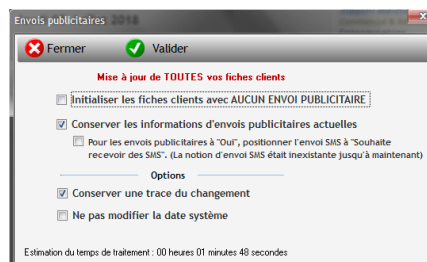 Envois publicitaires
2018
Fermer
Valider
Mise à jour de TOUTES vos fiches clients
Initialiser les fiches clients avec AUCUN ENVOI PUBLICITAIRE
Conserver les informations d'envois publicitaires actuelles
Pour les envois publicitaires à "Oui", positionner l'envoi SMS à "Souhaite
recevoir des SMS". (La notion d'envoi SMS était inexistante jusqu'à maintenant)
Options
Conserver une trace du changement
Ne pas modifier la date système
Estimation du temps de traitement : 00 heures 01 minutes 48 secondes